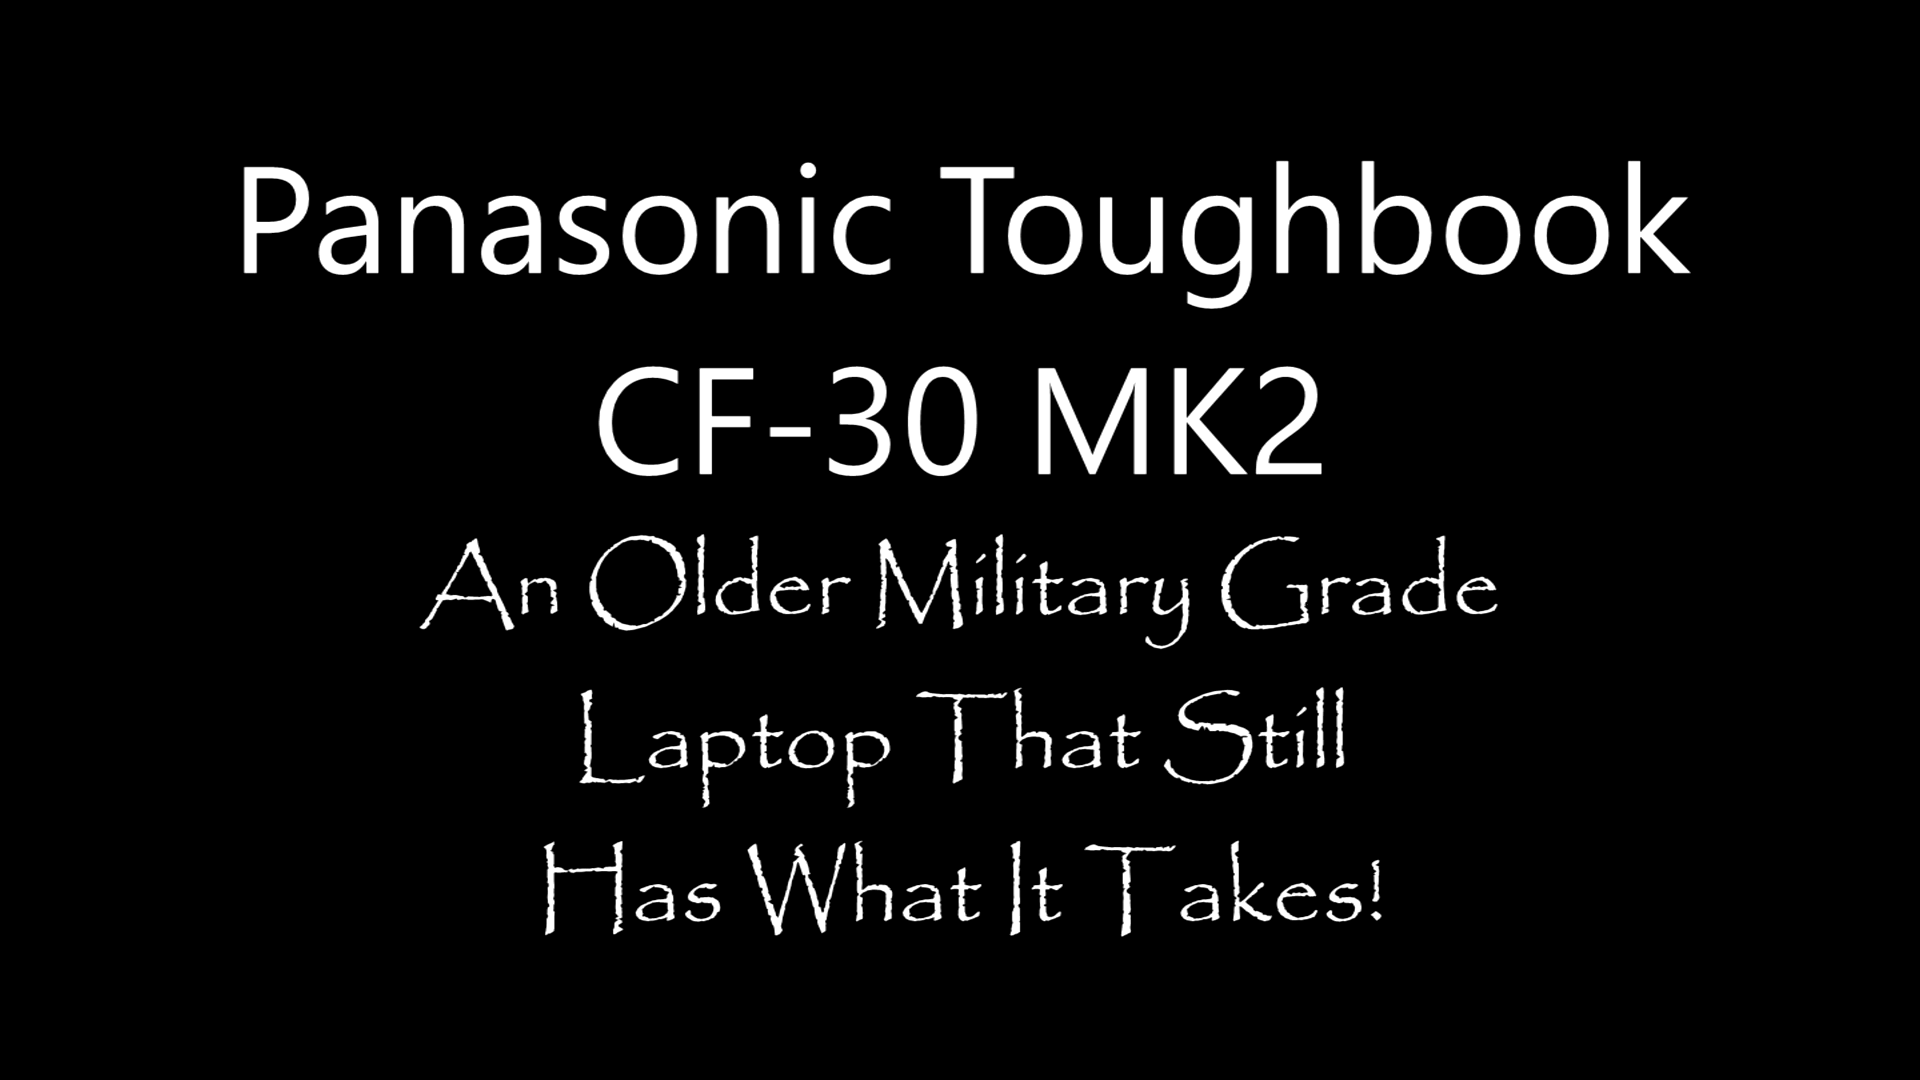 Panasonic Toughbook
CF-30 MK2
An Older Military Grade
Laptop That Still
Has What It Takes!